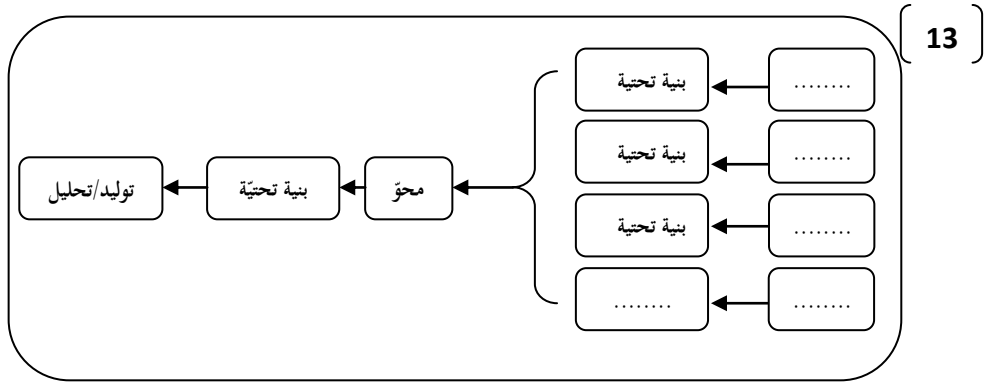 13
........
بنية تحتية
........
بنية تحتية
........
بنية تحتية
........
........
محوّ
بنية تحتيّة
توليد/تحليل